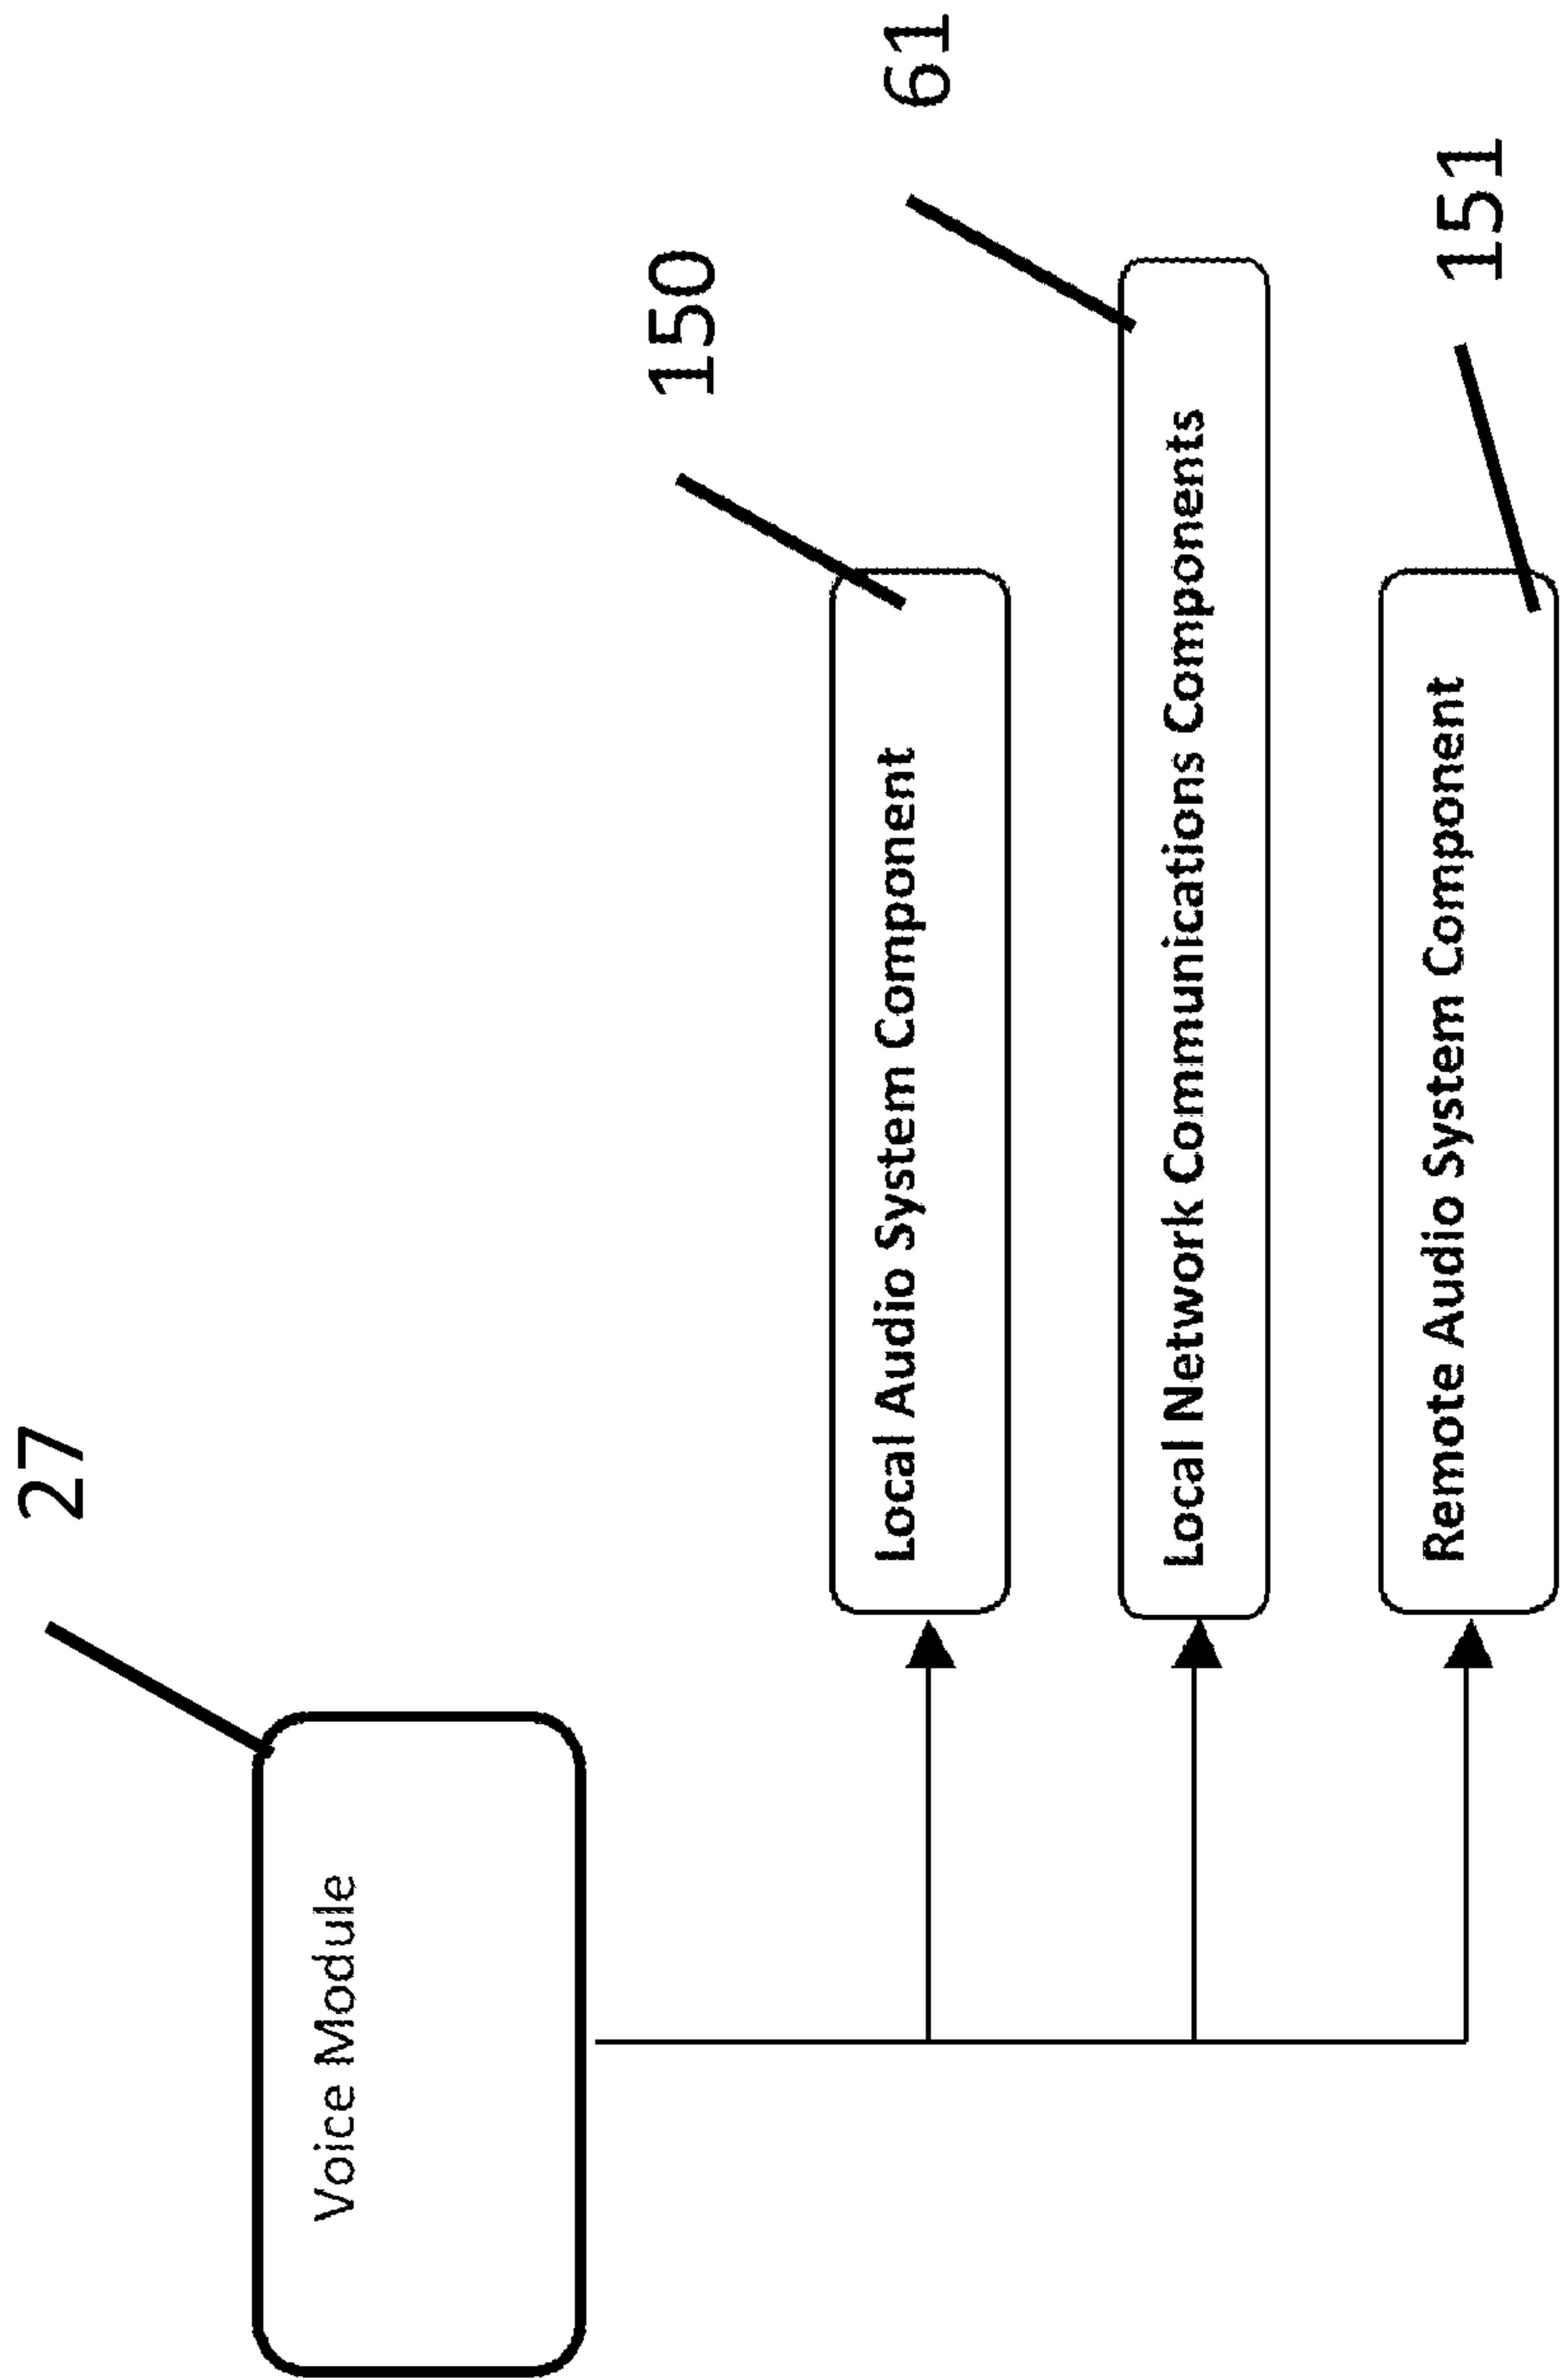 27
Voice Module
150
Local Audio System Component
61
Local Network Communications Components
151
Remote Audio System Component